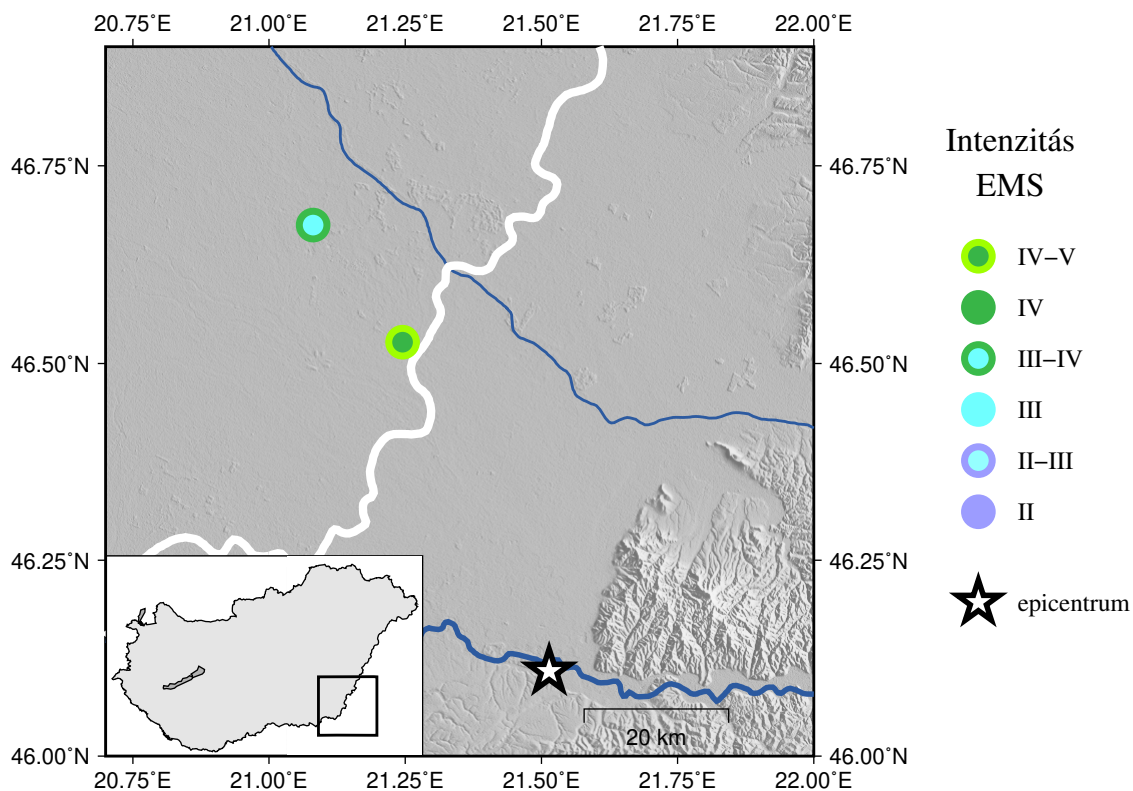 20.75˚E 21.00˚E 21.25˚E 21.50˚E 21.75˚E 22.00˚E
46.75˚N 46.75˚N
46.50˚N 46.50˚N
46.25˚N 46.25˚N
46.00˚N 46.00˚N
20 km
20.75˚E 21.00˚E 21.25˚E 21.50˚E 21.75˚E 22.00˚E
Intenzitás
EMS
IV−V
IV
III−IV
III
II−III
II
epicentrum